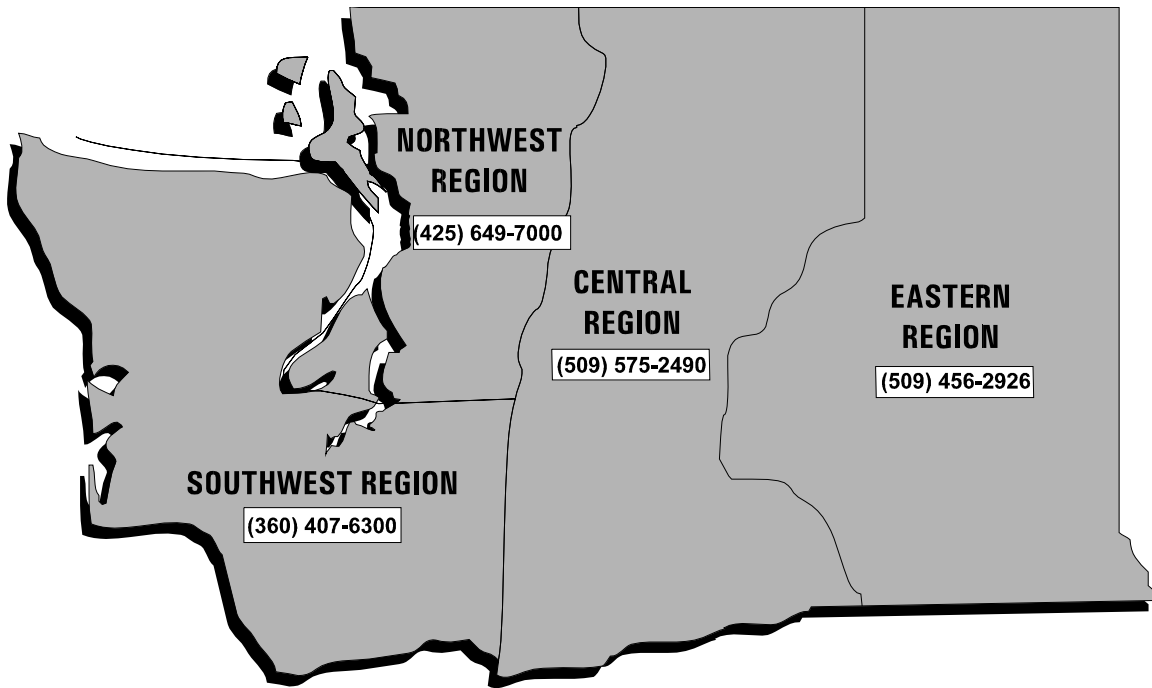 NORTHWEST
REGION
(425) 649-7000
CENTRAL
REGION
(509) 575-2490
EASTERN
REGION
(509) 456-2926
SOUTHWEST REGION
(360) 407-6300